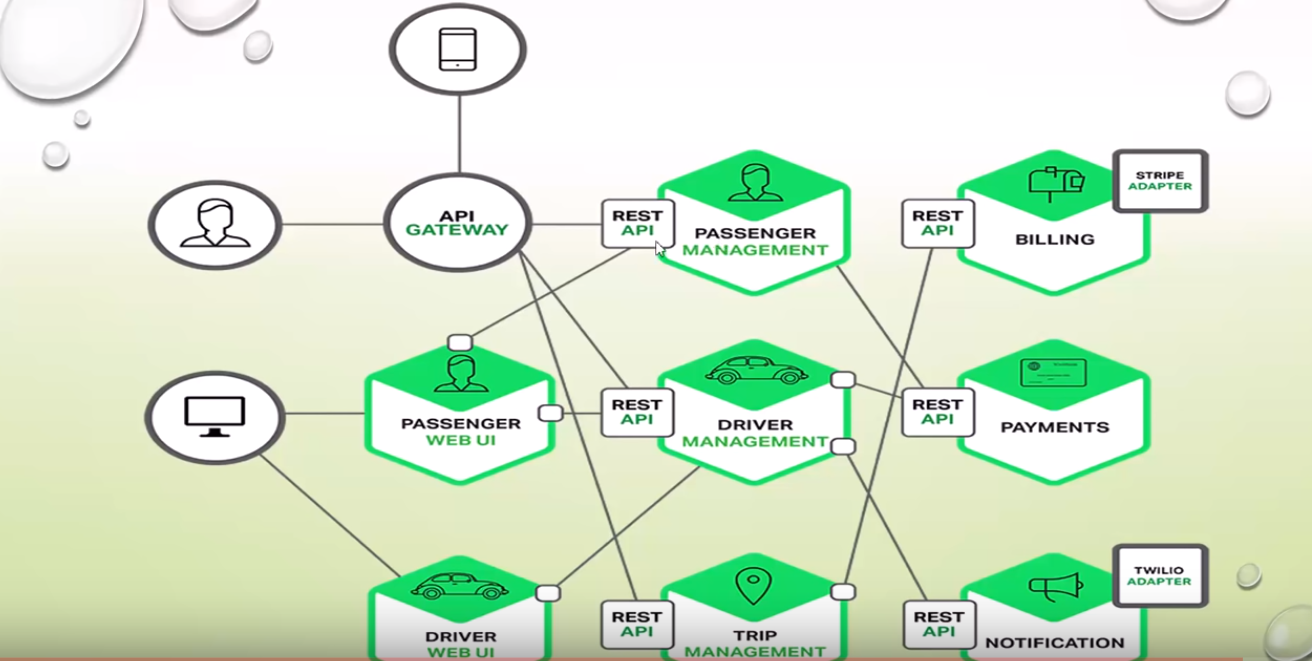 API
GATEWAY
REST
API
PASSENGER
MANAGEMENT
REST
API
BILLING
STRIPE
ADAPTER
PASSENGER
WEB UI
REST
API
DRIVER
MANAGEMENT
REST
API
PAYMENTS
DRIVER
WEB UI
REST
API
TRIP
MANAGEMENT
REST
API
NOTIFICATION
TWILIO
ADAPTER